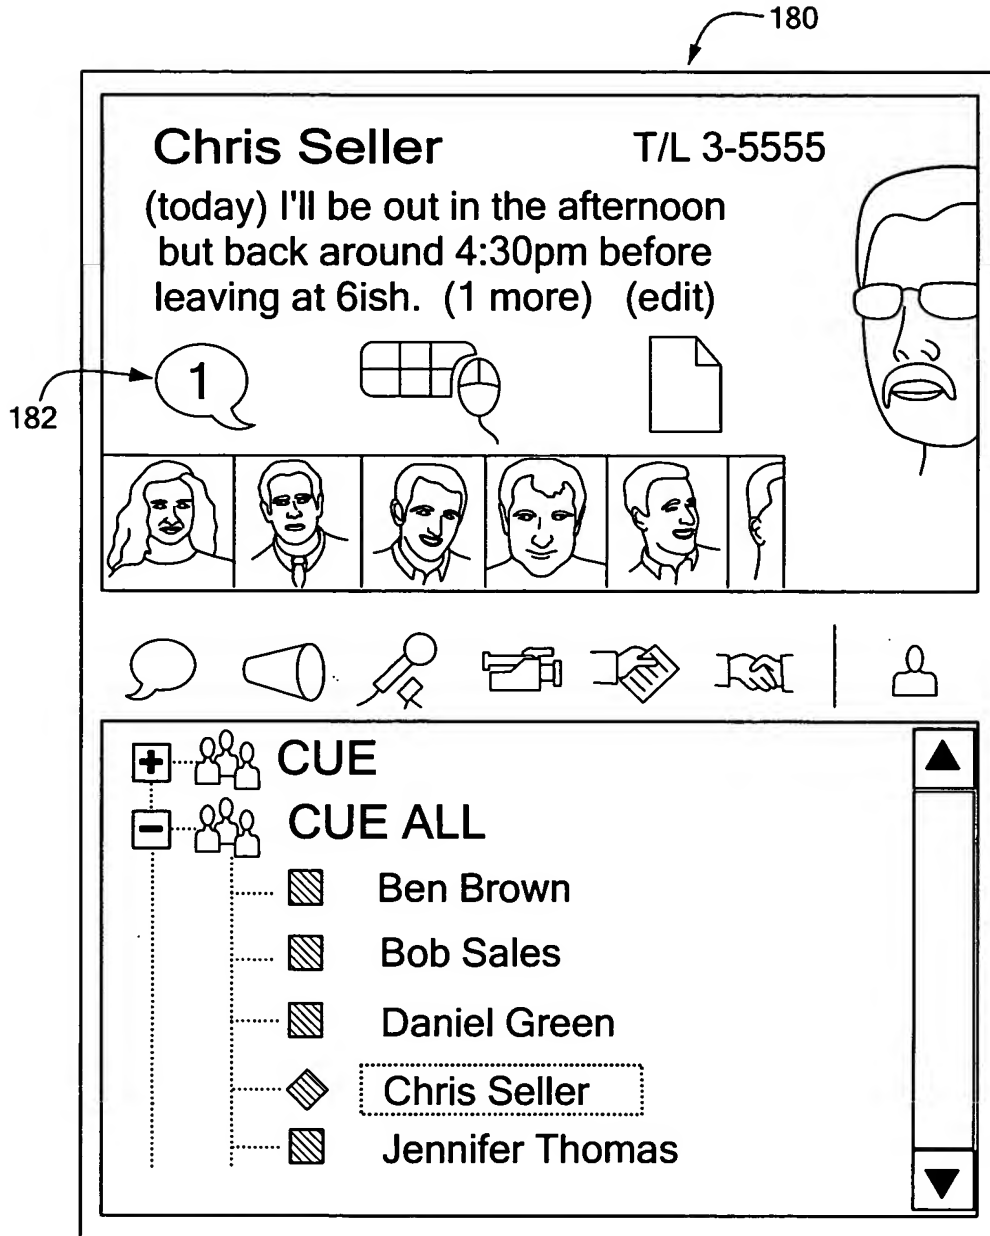 180
Chris Seller T/L 3-5555
(today) I'll be out in the afternoon
but back around 4:30pm before
leaving at 6ish. (1 more) (edit)
1
182
CUE
CUE ALL
Ben Brown
Bob Sales
Daniel Green
Chris Seller
Jennifer Thomas